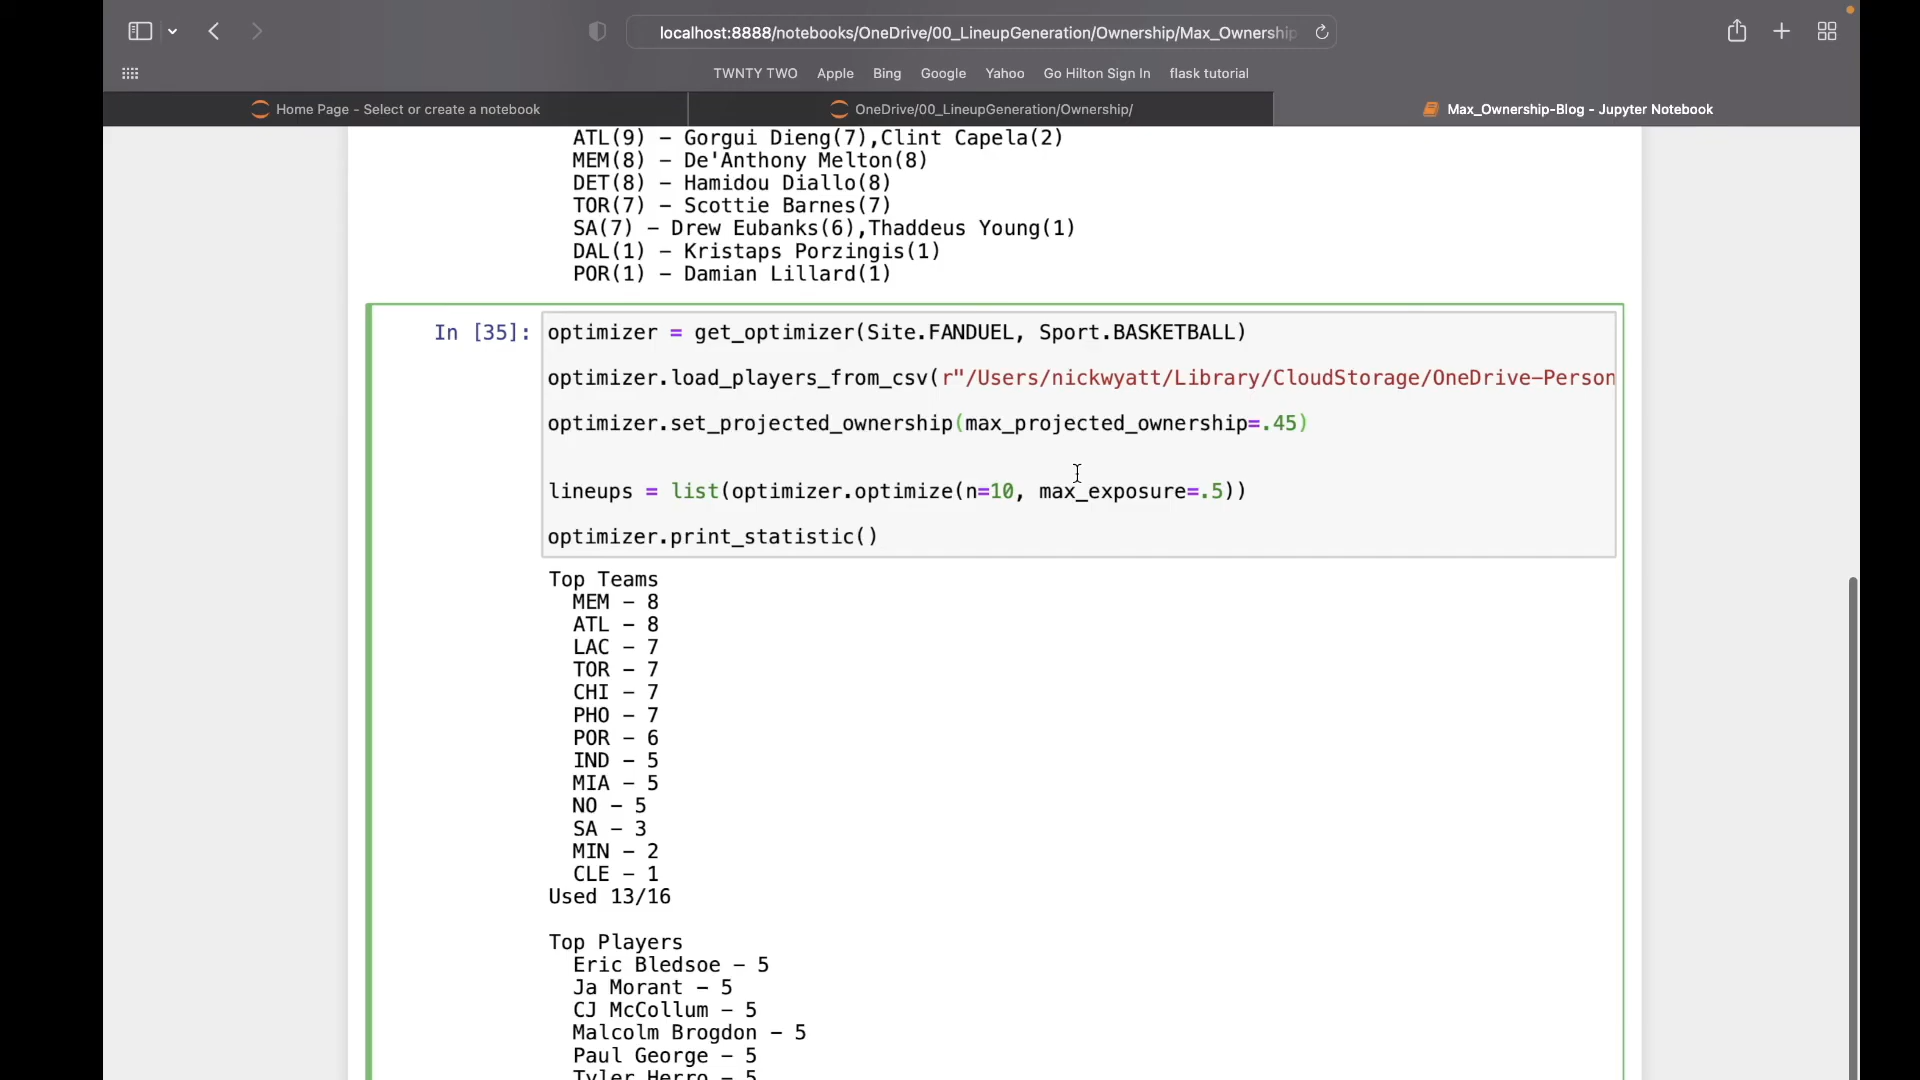 localhost:8888/notebooks/OneDrive/00_LineupGeneration/Ownership/Max_Ownership
TWNTY TWO Apple Bing Google Yahoo Go Hilton Sign In flask tutorial
Home Page - Select or create a notebook OneDrive/00_LineupGeneration/Ownership/ Max_Ownership-Blog - Jupyter Notebook
ATL(9) – Gorgui Dieng(7),Clint Capela(2)
MEM(8) – De'Anthony Melton(8)
DET(8) – Hamidou Diallo(8)
TOR(7) – Scottie Barnes(7)
SA(7) – Drew Eubanks(6),Thaddeus Young(1)
DAL(1) – Kristaps Porzingis(1)
POR(1) – Damian Lillard(1)
In [35]: optimizer = get_optimizer(Site.FANDUEL, Sport.BASKETBALL)
optimizer.load_players_from_csv(r"/Users/nickwyatt/Library/CloudStorage/OneDrive-Person
optimizer.set_projected_ownership(max_projected_ownership=.45)
lineups = list(optimizer.optimize(n=10, max_exposure=.5))
optimizer.print_statistic()
Top Teams
MEM – 8
ATL – 8
LAC – 7
TOR – 7
CHI – 7
PHO – 7
POR – 6
IND – 5
MIA – 5
NO – 5
SA – 3
MIN – 2
CLE – 1
Used 13/16
Top Players
Eric Bledsoe – 5
Ja Morant – 5
CJ McCollum – 5
Malcolm Brogdon – 5
Paul George – 5
Tyler Herro – 5